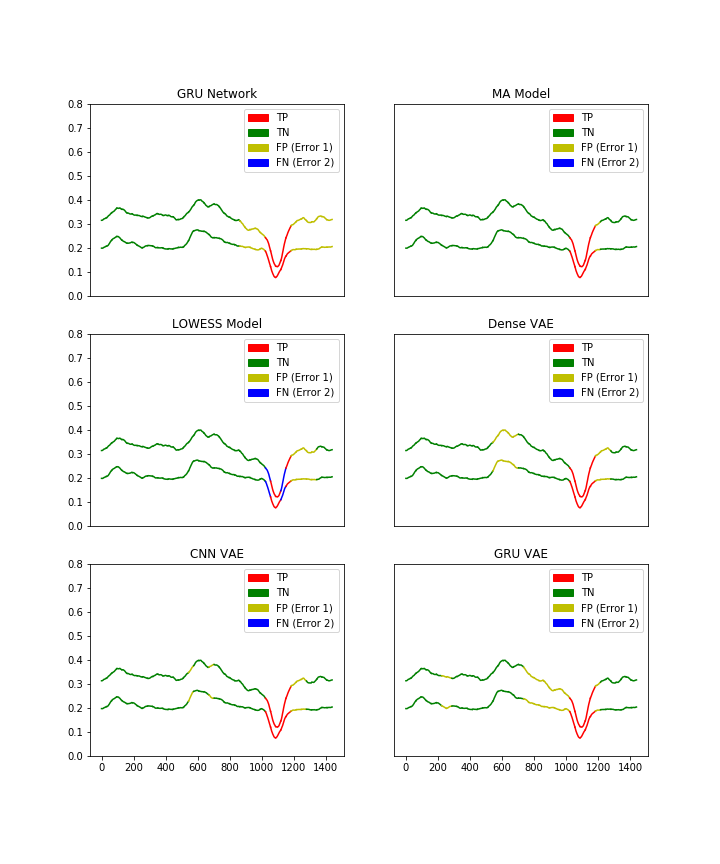 GRU Network
0.8
0.7
0.6
0.5
0.4
0.3
0.2
0.1
0.0
TP
TN
FP (Error 1)
FN (Error 2)
MA Model
TP
TN
FP (Error 1)
FN (Error 2)
LOWESS Model
0.8
0.7
0.6
0.5
0.4
0.3
0.2
0.1
0.0
TP
TN
FP (Error 1)
FN (Error 2)
Dense VAE
TP
TN
FP (Error 1)
FN (Error 2)
CNN VAE
0.8
0.7
0.6
0.5
0.4
0.3
0.2
0.1
0.0
TP
TN
FP (Error 1)
FN (Error 2)
0 200 400 600 800 1000 1200 1400
GRU VAE
TP
TN
FP (Error 1)
FN (Error 2)
0 200 400 600 800 1000 1200 1400